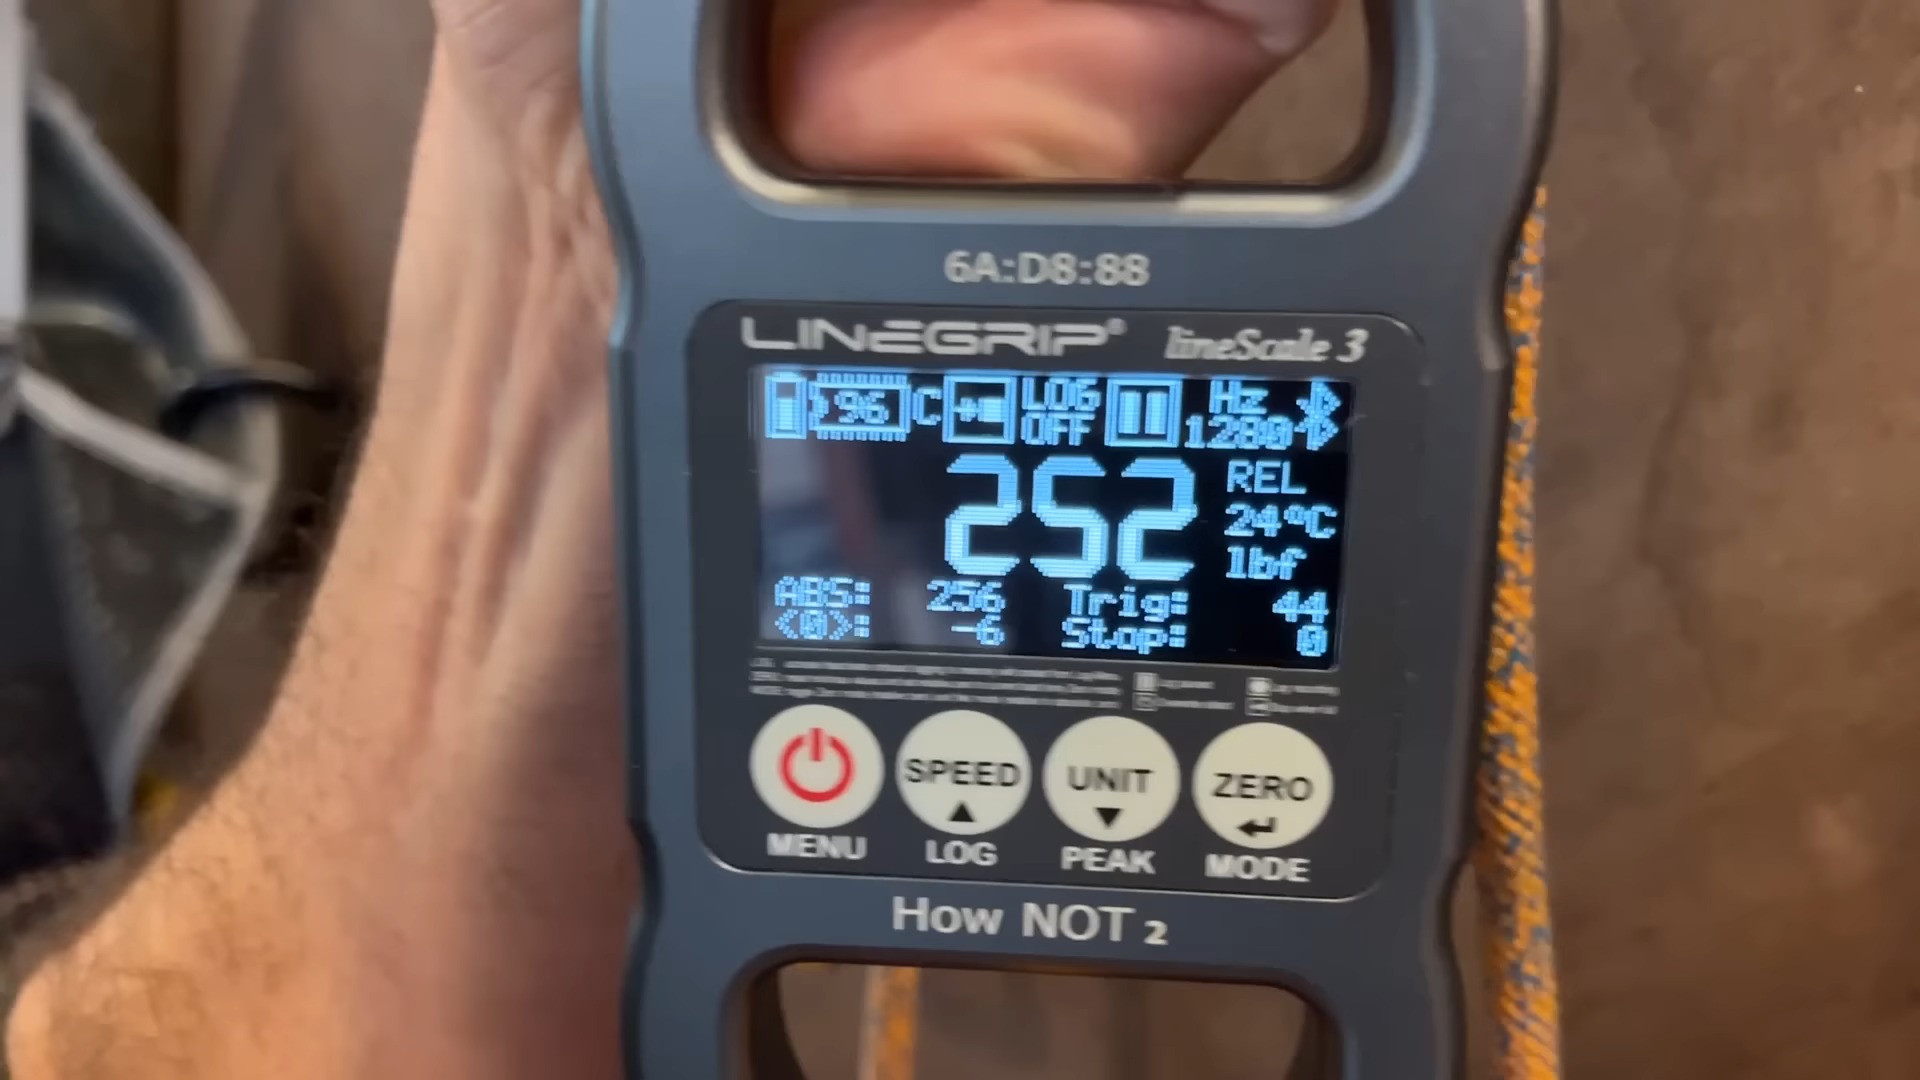 6A:D8:88
LINEGRIP® lineScale 3
96 C LOG OFF Hz 1280
252 REL 24°C lbf
ABS: 256 Trig: 44
<0>: -6 Stop: 0
SPEED UNIT ZERO
MENU LOG PEAK MODE
How NOT 2